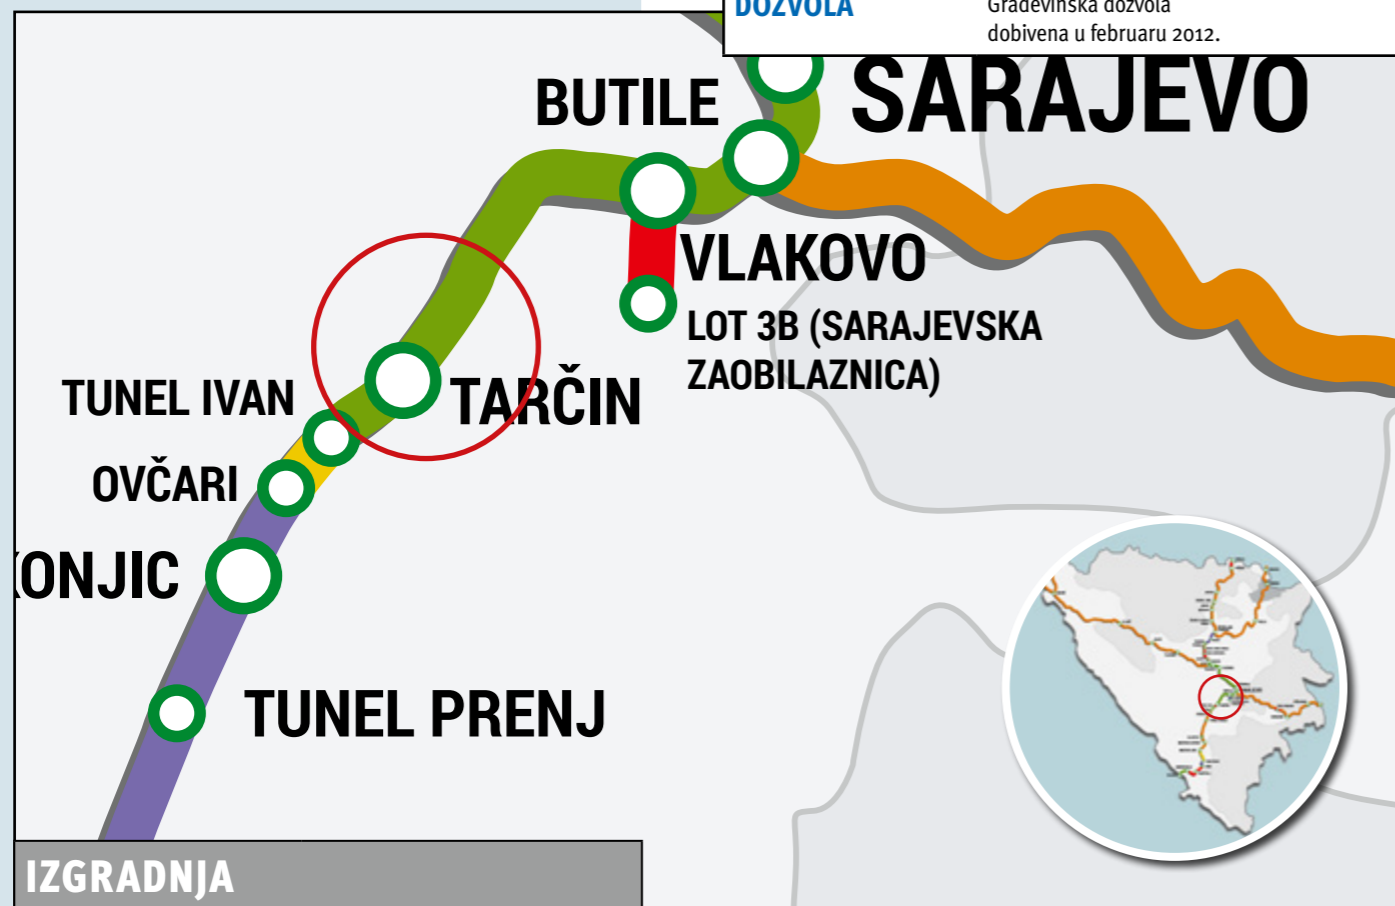 DOZVOLA
Građevinska dozvola
dobivena u februaru 2012.
SARAJEVO
BUTILE
VLAKOVO
LOT 3B (SARAJEVSKA
ZAOBILAZNICA)
TUNEL IVAN
TARČIN
OVČARI
KONJIC
TUNEL PRENJ
IZGRADNJA